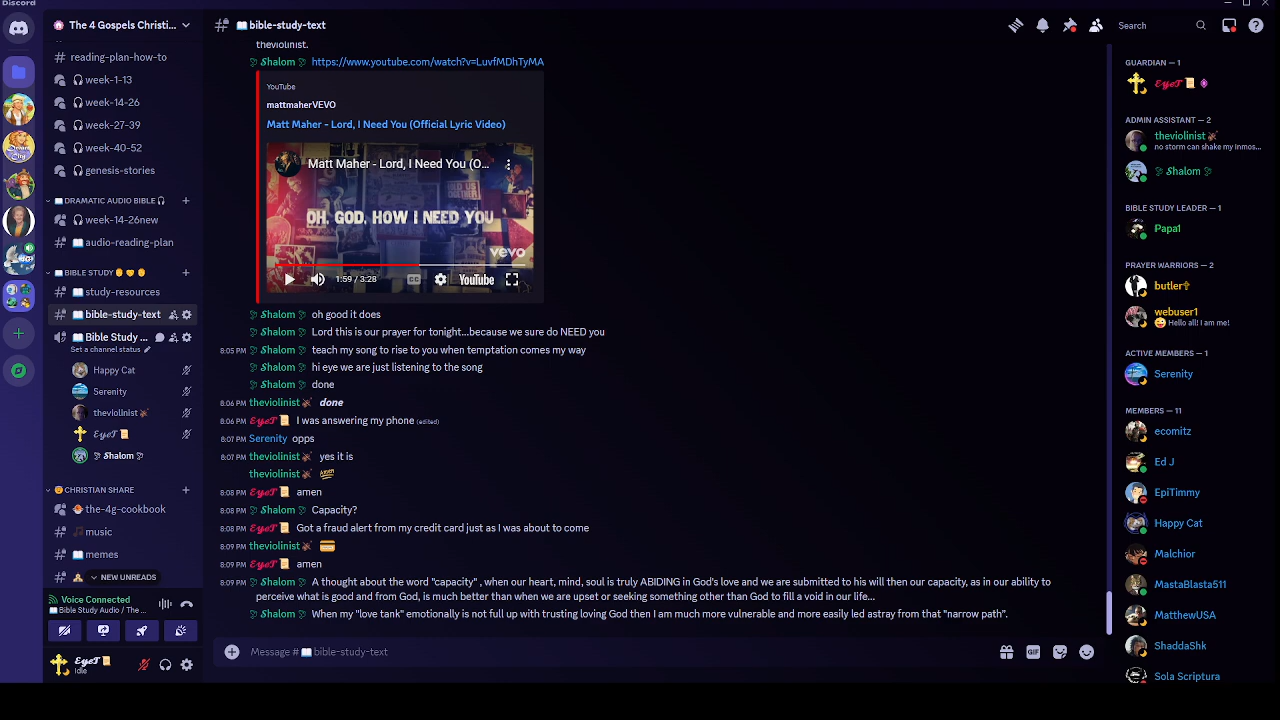 Discord
The 4 Gospels Christi...
reading-plan-how-to
week-1-13
week-14-26
week-27-39
week-40-52
genesis-stories
DRAMATIC AUDIO BIBLE
week-14-26new
audio-reading-plan
BIBLE STUDY
study-resources
bible-study-text
Bible Study ...
Set a channel status
Happy Cat
Serenity
theviolinist
EyeT
Shalom
CHRISTIAN SHARE
the-4g-cookbook
music
memes
NEW UNREADS
Voice Connected
Bible Study Audio / The ...
EyeT
Idle
bible-study-text
Search
theviolinist.
Shalom https://www.youtube.com/watch?v=LuvfMDhTyMA
YouTube
mattmaherVEVO
Matt Maher - Lord, I Need You (Official Lyric Video)
Matt Maher - Lord, I Need You (O...
HOLD US
TOGETHER
OH, GOD, HOW I NEED YOU
vevo
1:59 / 3:28
CC
YouTube
Shalom oh good it does
Shalom Lord this is our prayer for tonight...because we sure do NEED you
8:05 PM Shalom teach my song to rise to you when temptation comes my way
Shalom hi eye we are just listening to the song
Shalom done
8:06 PM theviolinist done
8:06 PM EyeT I was answering my phone (edited)
8:07 PM Serenity opps
8:07 PM theviolinist yes it is
theviolinist
8:08 PM EyeT amen
8:08 PM Shalom Capacity?
8:08 PM EyeT Got a fraud alert from my credit card just as I was about to come
8:09 PM theviolinist
8:09 PM EyeT amen
8:09 PM Shalom A thought about the word "capacity" , when our heart, mind, soul is truly ABIDING in God's love and we are submitted to his will then our capacity, as in our ability to
perceive what is good and from God, is much better than when we are upset or seeking something other than God to fill a void in our life...
Shalom When my "love tank" emotionally is not full up with trusting loving God then I am much more vulnerable and more easily led astray from that "narrow path".
Message # bible-study-text
GIF
GUARDIAN — 1
EyeT
ADMIN ASSISTANT — 2
theviolinist
no storm can shake my inmos...
Shalom
BIBLE STUDY LEADER — 1
Papa1
PRAYER WARRIORS — 2
butler✞
webuser1
Hello all! I am me!
ACTIVE MEMBERS — 1
Serenity
MEMBERS — 11
ecomitz
Ed J
EpiTimmy
Happy Cat
Malchior
MastaBlasta511
MatthewUSA
ShaddaShk
Sola Scriptura